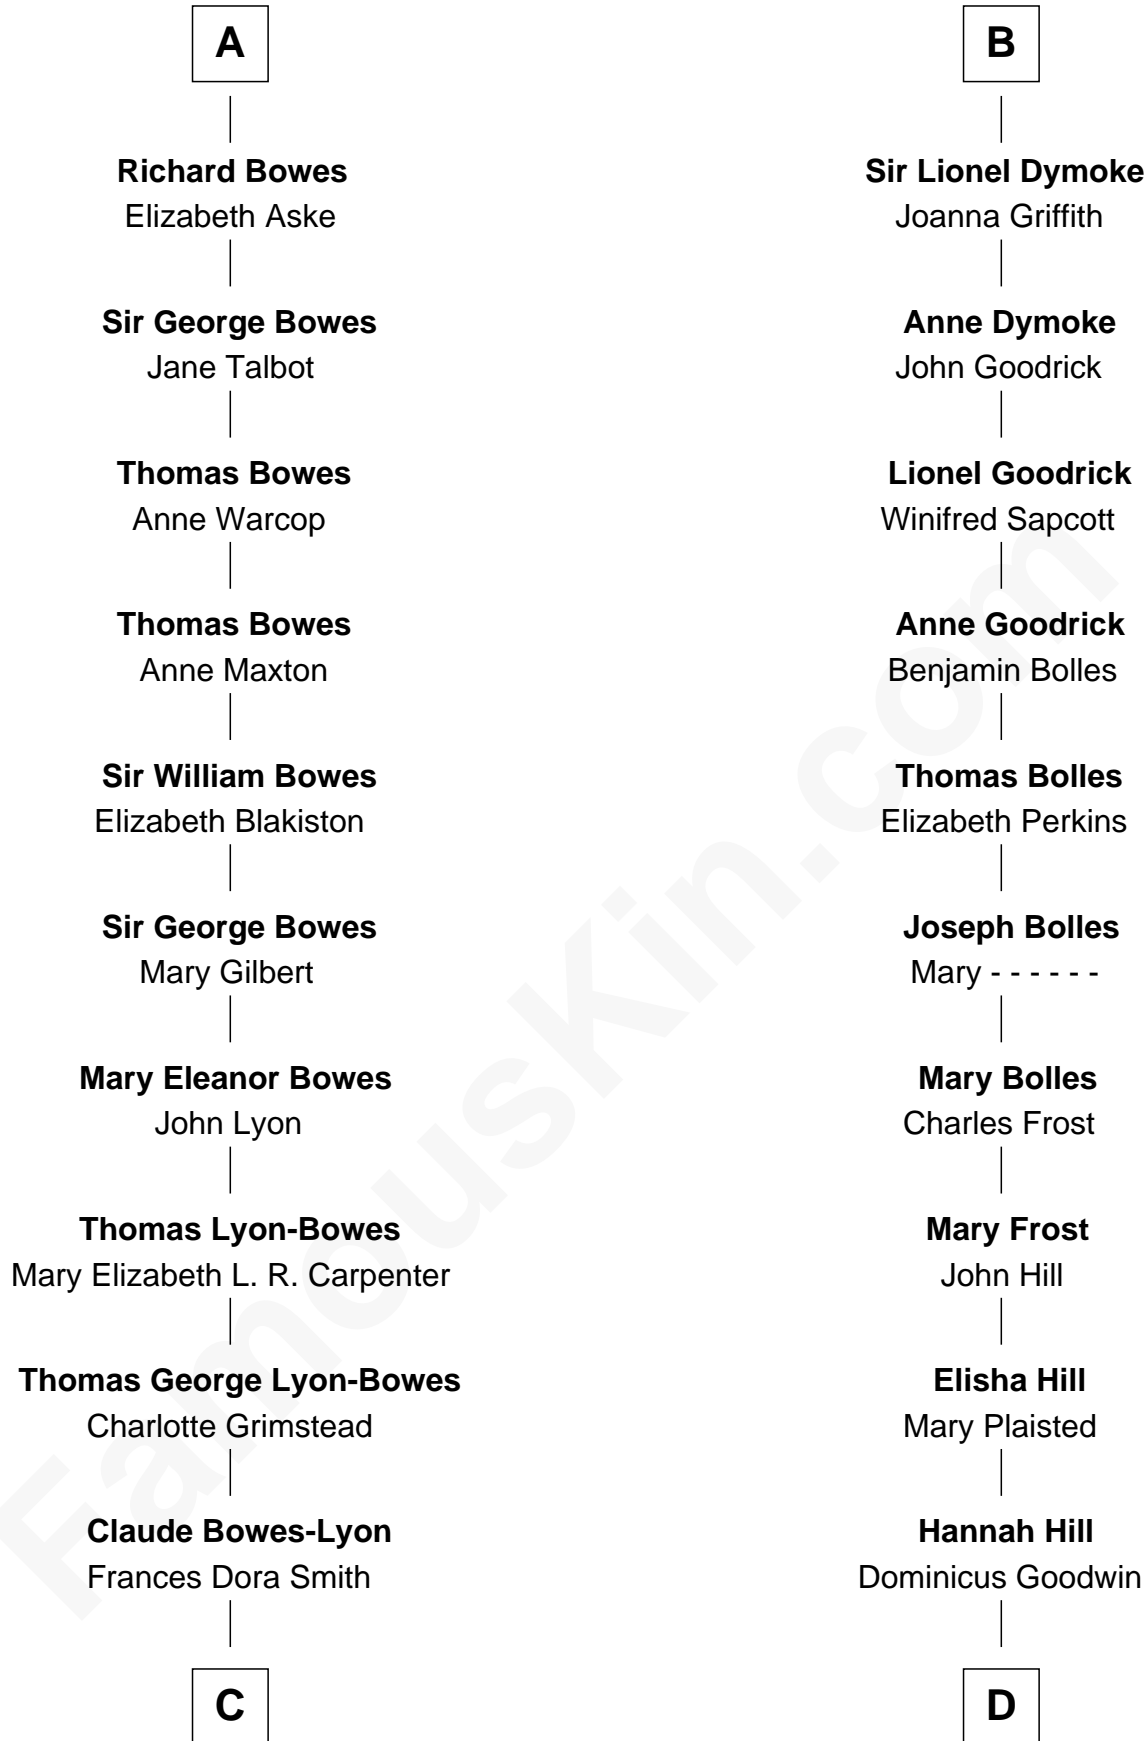 A
Richard Bowes
Elizabeth Aske
Sir George Bowes
Jane Talbot
Thomas Bowes
Anne Warcop
Thomas Bowes
Anne Maxton
Sir William Bowes
Elizabeth Blakiston
Sir George Bowes
Mary Gilbert
Mary Eleanor Bowes
John Lyon
Thomas Lyon-Bowes
Mary Elizabeth L. R. Carpenter
Thomas George Lyon-Bowes
Charlotte Grimstead
Claude Bowes-Lyon
Frances Dora Smith
C
B
Sir Lionel Dymoke
Joanna Griffith
Anne Dymoke
John Goodrick
Lionel Goodrick
Winifred Sapcott
Anne Goodrick
Benjamin Bolles
Thomas Bolles
Elizabeth Perkins
Joseph Bolles
Mary - - - - - -
Mary Bolles
Charles Frost
Mary Frost
John Hill
Elisha Hill
Mary Plaisted
Hannah Hill
Dominicus Goodwin
D
FamousKin.com